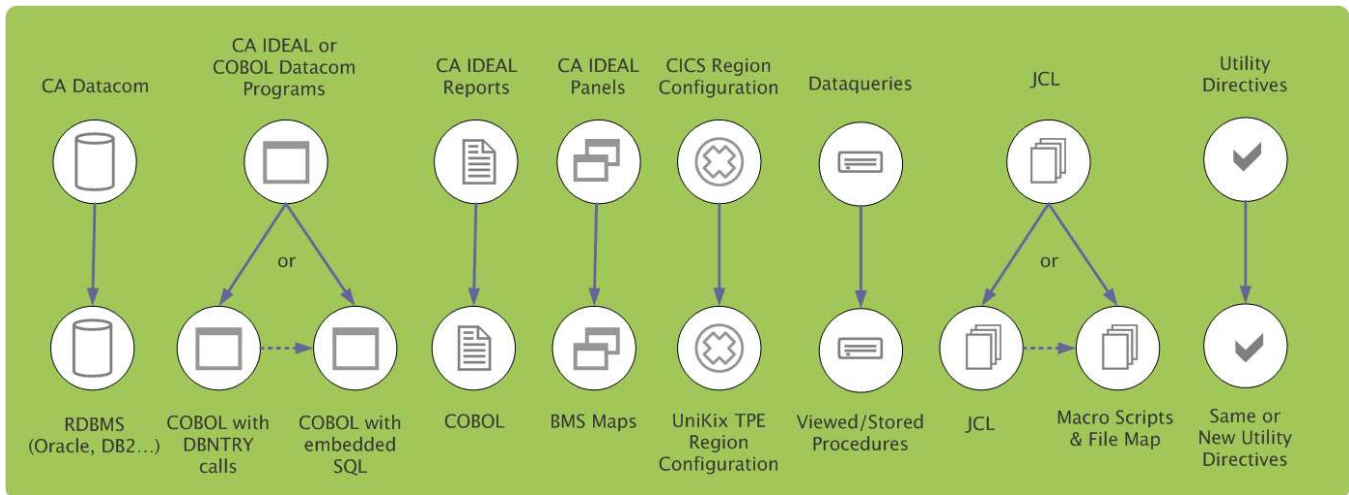 CA Datacom
CA IDEAL or
COBOL Datacom
Programs
CA IDEAL
Reports
CA IDEAL
Panels
CICS Region
Configuration
Dataqueries
JCL
Utility
Directives
or
or
RDBMS
(Oracle, DB2...)
COBOL with
DBNTRY
calls
COBOL with
embedded
SQL
COBOL
BMS Maps
UniKix TPE
Region
Configuration
Viewed/Stored
Procedures
JCL
Macro Scripts
& File Map
Same or
New Utility
Directives